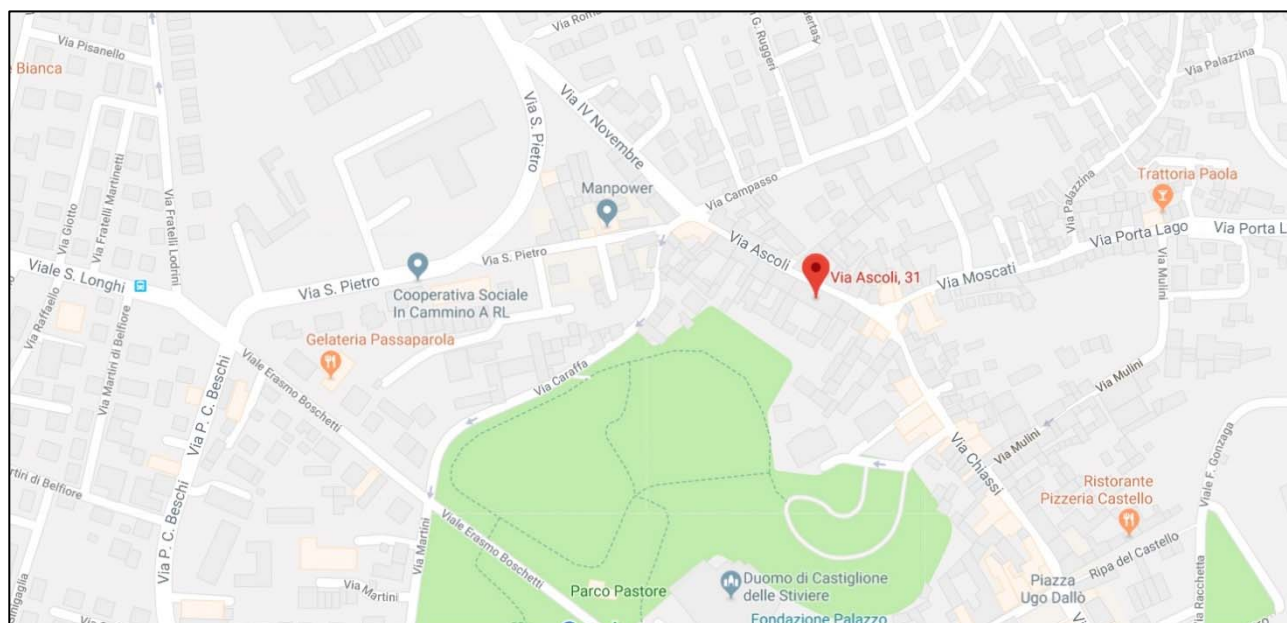 Via Roma
Via G. Ruggeri
Bertasy
Via Pisanello
Bianca
Via Palazzina
Via IV Novembre
Via S. Pietro
Via Giotto
Via Fratelli Martinetti
Via Fratelli Lodrini
Manpower
Via Campasso
Via Palazzina
Trattoria Paola
Via Ascoli
Via Porta Lago
Via Porta L
Viale S. Longhi
Via S. Pietro
Via S. Pietro
Via Ascoli, 31
Via Moscati
Via Mulini
Cooperativa Sociale
In Cammino A RL
Via Raffaello
Via Martiri di Belfiore
Gelateria Passaparola
Viale Erasmo Boschetti
Via Caraffa
Via Mulini
Via P. C. Beschi
Via Chiassi
Via Mulini
Viale F. Gonzaga
Martiri di Belfiore
Ristorante
Pizzeria Castello
Via P. C. Beschi
Via Martini
Viale Erasmo Boschetti
Ripa del Castello
Via Martini
Parco Pastore
Duomo di Castiglione
delle Stiviere
Piazza
Ugo Dallò
Via Racchetta
Fondazione Palazzo